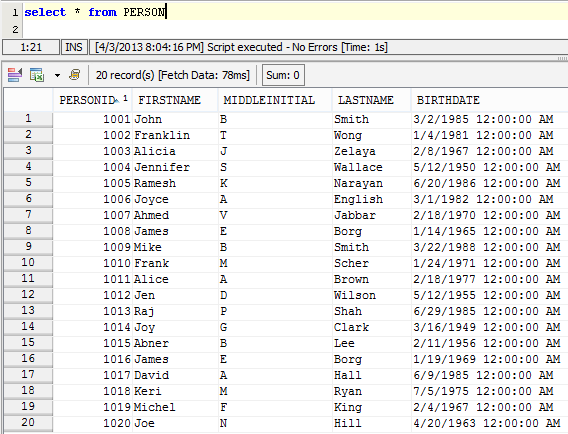 1 select * from PERSON
2
1:21 INS [4/3/2013 8:04:16 PM] Script executed - No Errors [Time: 1s]
20 record(s) [Fetch Data: 78ms] Sum: 0
PERSONID 1 FIRSTNAME MIDDLEINITIAL LASTNAME BIRTHDATE
1 1001 John B Smith 3/2/1985 12:00:00 AM
2 1002 Franklin T Wong 1/4/1981 12:00:00 AM
3 1003 Alicia J Zelaya 2/8/1967 12:00:00 AM
4 1004 Jennifer S Wallace 5/12/1950 12:00:00 AM
5 1005 Ramesh K Narayan 6/20/1986 12:00:00 AM
6 1006 Joyce A English 3/1/1982 12:00:00 AM
7 1007 Ahmed V Jabbar 2/18/1970 12:00:00 AM
8 1008 James E Borg 1/14/1965 12:00:00 AM
9 1009 Mike B Smith 3/22/1988 12:00:00 AM
10 1010 Frank M Scher 1/24/1971 12:00:00 AM
11 1011 Alice A Brown 2/18/1977 12:00:00 AM
12 1012 Jen D Wilson 5/12/1955 12:00:00 AM
13 1013 Raj P Shah 6/29/1985 12:00:00 AM
14 1014 Joy G Clark 3/16/1949 12:00:00 AM
15 1015 Abner B Lee 2/11/1956 12:00:00 AM
16 1016 James E Borg 1/19/1969 12:00:00 AM
17 1017 David A Hall 6/9/1985 12:00:00 AM
18 1018 Keri M Ryan 7/5/1975 12:00:00 AM
19 1019 Michel F King 2/4/1967 12:00:00 AM
20 1020 Joe N Hill 4/20/1963 12:00:00 AM